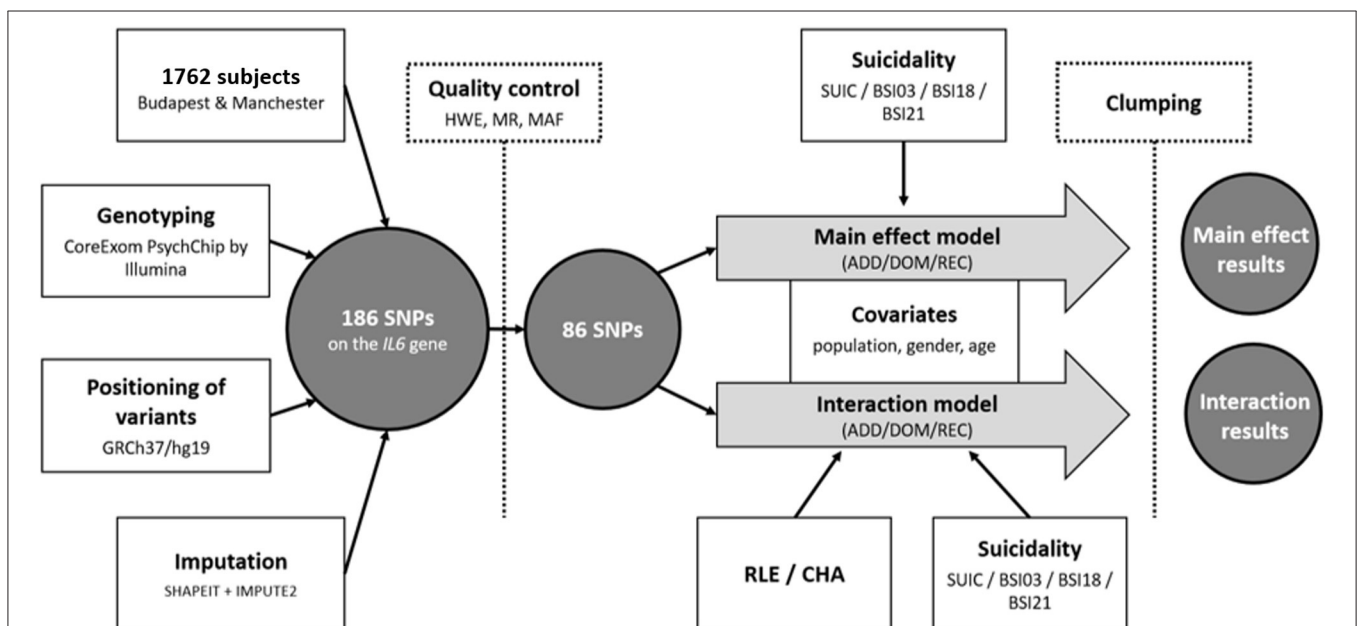 1762 subjects
Budapest & Manchester
Genotyping
CoreExom PsychChip by
Illumina
Positioning of
variants
GRCh37/hg19
Imputation
SHAPEIT + IMPUTE2
186 SNPs
on the IL6 gene
Quality control
HWE, MR, MAF
86 SNPs
Suicidality
SUIC / BSI03 / BSI18 /
BSI21
Main effect model
(ADD/DOM/REC)
Covariates
population, gender, age
Interaction model
(ADD/DOM/REC)
RLE / CHA
Suicidality
SUIC / BSI03 / BSI18 /
BSI21
Clumping
Main effect
results
Interaction
results